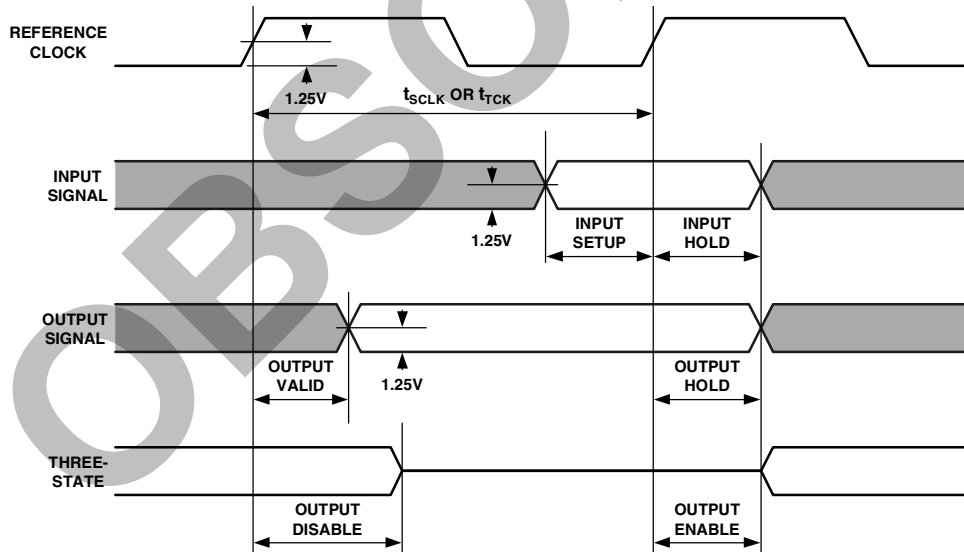 REFERENCE
CLOCK
1.25V
tSCLK OR tTCK
INPUT
SIGNAL
1.25V
INPUT
SETUP
INPUT
HOLD
OUTPUT
SIGNAL
OUTPUT
VALID
1.25V
OUTPUT
HOLD
THREE-
STATE
OUTPUT
DISABLE
OUTPUT
ENABLE
OBSO